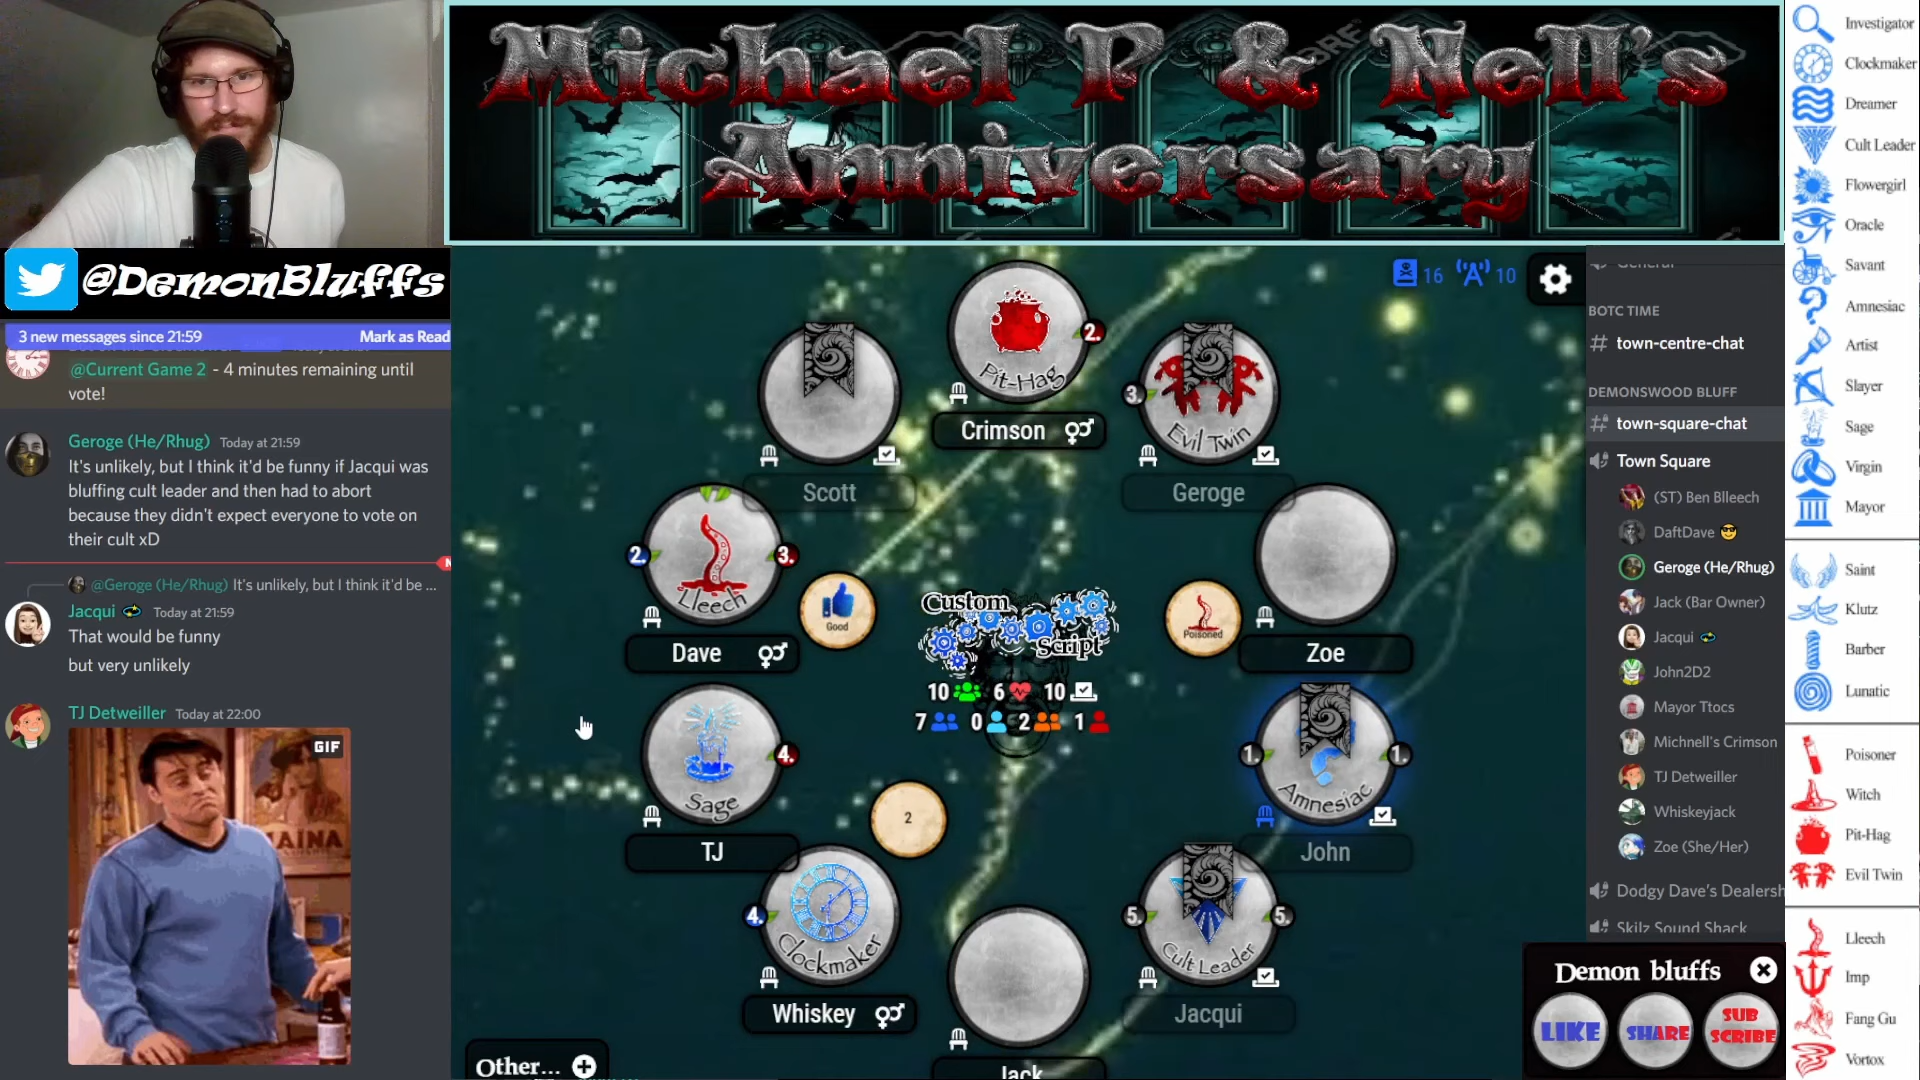 Michael P & Nell's
Anniversary
@DemonBluffs
3 new messages since 21:59
Mark as Read
@Current Game 2 - 4 minutes remaining until
vote!
Geroge (He/Rhug) Today at 21:59
It's unlikely, but I think it'd be funny if Jacqui was
bluffing cult leader and then had to abort
because they didn't expect everyone to vote on
their cult xD
@Geroge (He/Rhug) It's unlikely, but I think it'd be ...
Jacqui Today at 21:59
That would be funny
but very unlikely
TJ Detweiller Today at 22:00
GIF
16
10
Pit-Hag
2.
Crimson
Scott
Evil Twin
3.
Geroge
Lleech
2.
3.
Dave
Good
Custom
Script
10 6 10
7 0 2 1
Poisoned
Zoe
Sage
4.
TJ
2
Amnesiac
1.
1.
John
Clockmaker
4.
Whiskey
Cult Leader
5.
5.
Jacqui
Jack
Other...
General
BOTC TIME
# town-centre-chat
DEMONSWOOD BLUFF
# town-square-chat
Town Square
(ST) Ben Blleech
DaftDave
Geroge (He/Rhug)
Jack (Bar Owner)
Jacqui
John2D2
Mayor Ttocs
Michnell's Crimson
TJ Detweiller
Whiskeyjack
Zoe (She/Her)
Dodgy Dave's Dealersh
Skilz Sound Shack
Demon bluffs
LIKE
SHARE
SUB
SCRIBE
Investigator
Clockmaker
Dreamer
Cult Leader
Flowergirl
Oracle
Savant
Amnesiac
Artist
Slayer
Sage
Virgin
Mayor
Saint
Klutz
Barber
Lunatic
Poisoner
Witch
Pit-Hag
Evil Twin
Lleech
Imp
Fang Gu
Vortox